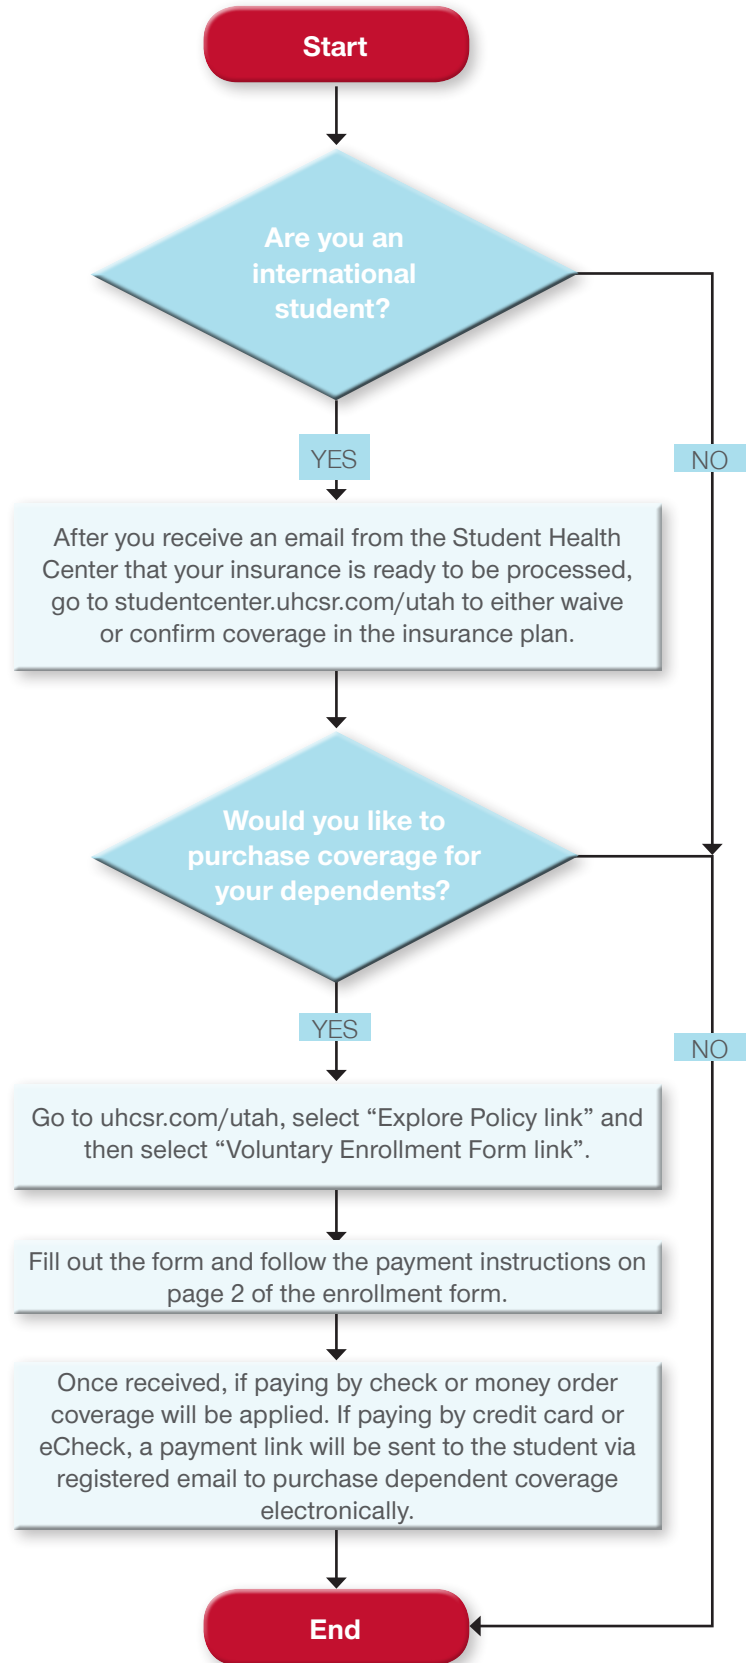 Start
Are you an
international
student?
YES
NO
After you receive an email from the Student Health
Center that your insurance is ready to be processed,
go to studentcenter.uhcsr.com/utah to either waive
or confirm coverage in the insurance plan.
Would you like to
purchase coverage for
your dependents?
YES
NO
Go to uhcsr.com/utah, select “Explore Policy link” and
then select “Voluntary Enrollment Form link”.
Fill out the form and follow the payment instructions on
page 2 of the enrollment form.
Once received, if paying by check or money order
coverage will be applied. If paying by credit card or
eCheck, a payment link will be sent to the student via
registered email to purchase dependent coverage
electronically.
End